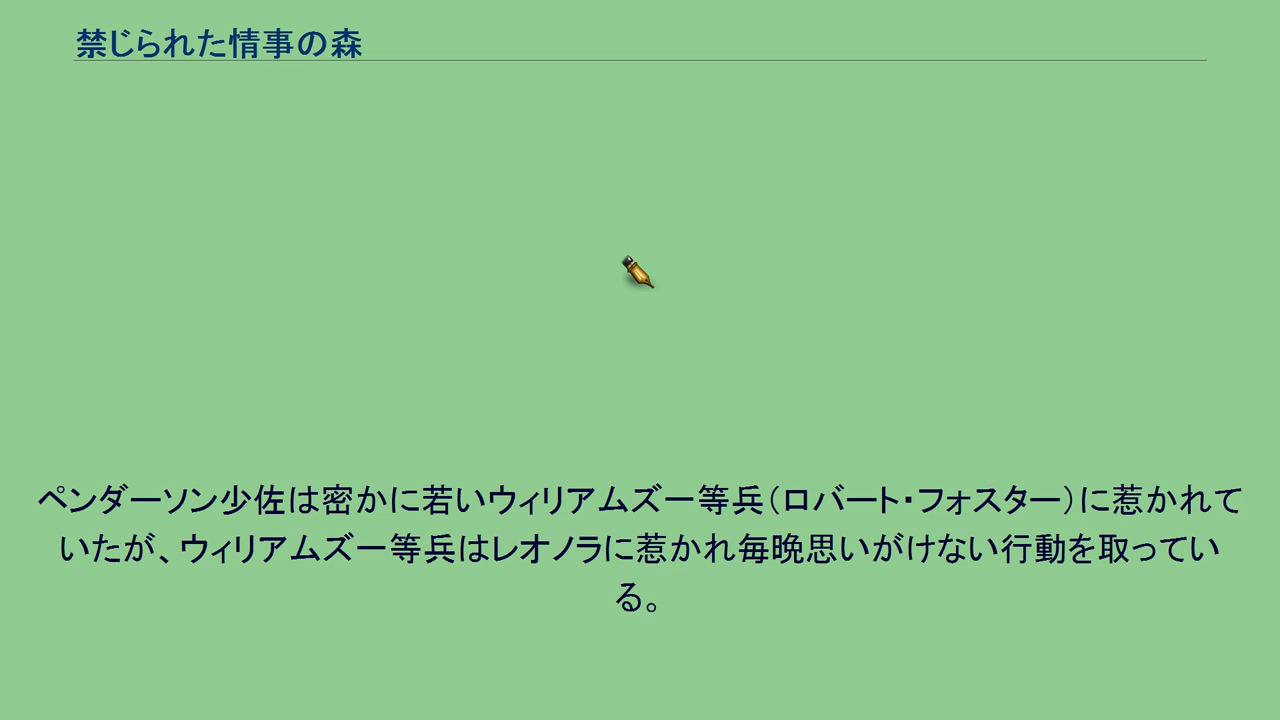 禁じられた情事の森
ペンダーソン少佐は密かに若いウィリアムズ一等兵（ロバート・フォスター）に惹かれて
いたが、ウィリアムズ一等兵はレオノラに惹かれ毎晩思いがけない行動を取ってい
る。